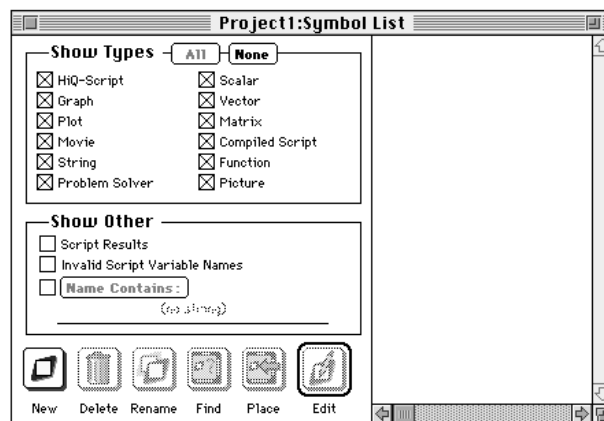 Project1:Symbol List
Show Types All None
HiQ-Script Scalar
Graph Vector
Plot Matrix
Movie Compiled Script
String Function
Problem Solver Picture
Show Other
Script Results
Invalid Script Variable Names
Name Contains:
(no string)
New Delete Rename Find Place Edit